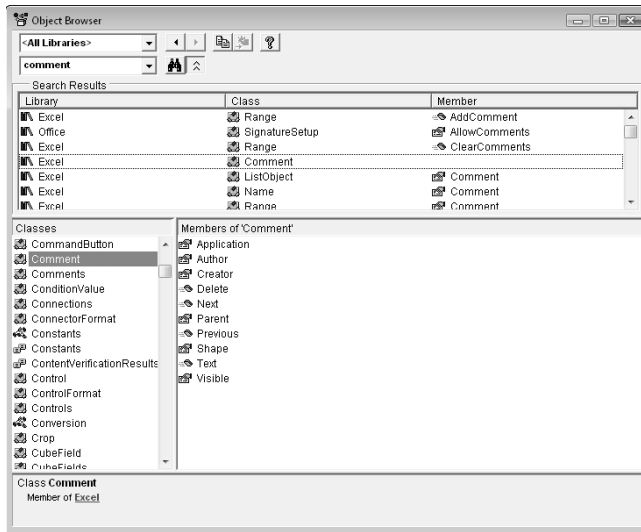 Object Browser
<All Libraries>
comment
Search Results
Library Class Member
Excel Range AddComment
Office SignatureSetup AllowComments
Excel Range ClearComments
Excel Comment
Excel ListObject Comment
Excel Name Comment
Excel Range Comment
Classes Members of 'Comment'
CommandButton Application
Comment Author
Comments Creator
ConditionValue Delete
Connections Next
ConnectorFormat Parent
Constants Previous
Constants Shape
ContentVerificationResults Text
Control Visible
ControlFormat
Controls
Conversion
Crop
CubeField
CubeFields
Class Comment
Member of Excel